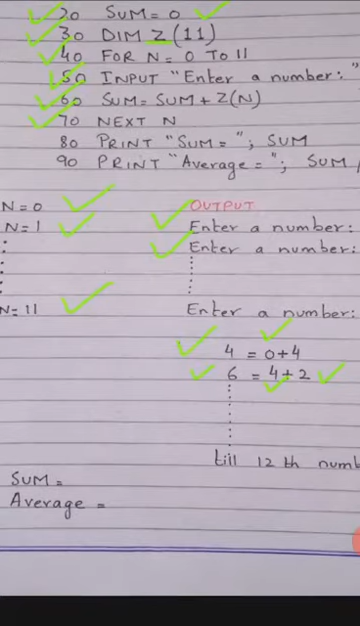 20 SUM = 0
30 DIM Z (11)
40 FOR N = 0 TO 11
50 INPUT "Enter a number: "
60 SUM = SUM + Z(N)
70 NEXT N
80 PRINT "SUM = "; SUM
90 PRINT "Average = "; SUM /
N = 0
OUTPUT
N = 1
Enter a number:
Enter a number:
N = 11
Enter a number:
4 = 0 + 4
6 = 4 + 2
till 12 th numb
SUM =
Average =